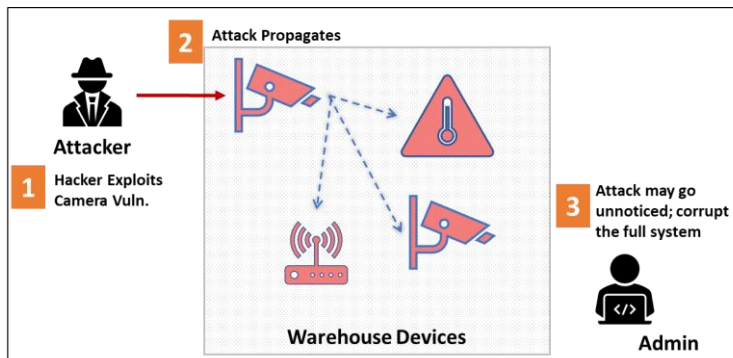 2
Attack Propagates
Attacker
1
Hacker Exploits
Camera Vuln.
3
Attack may go
unnoticed; corrupt
the full system
</>
Warehouse Devices
Admin